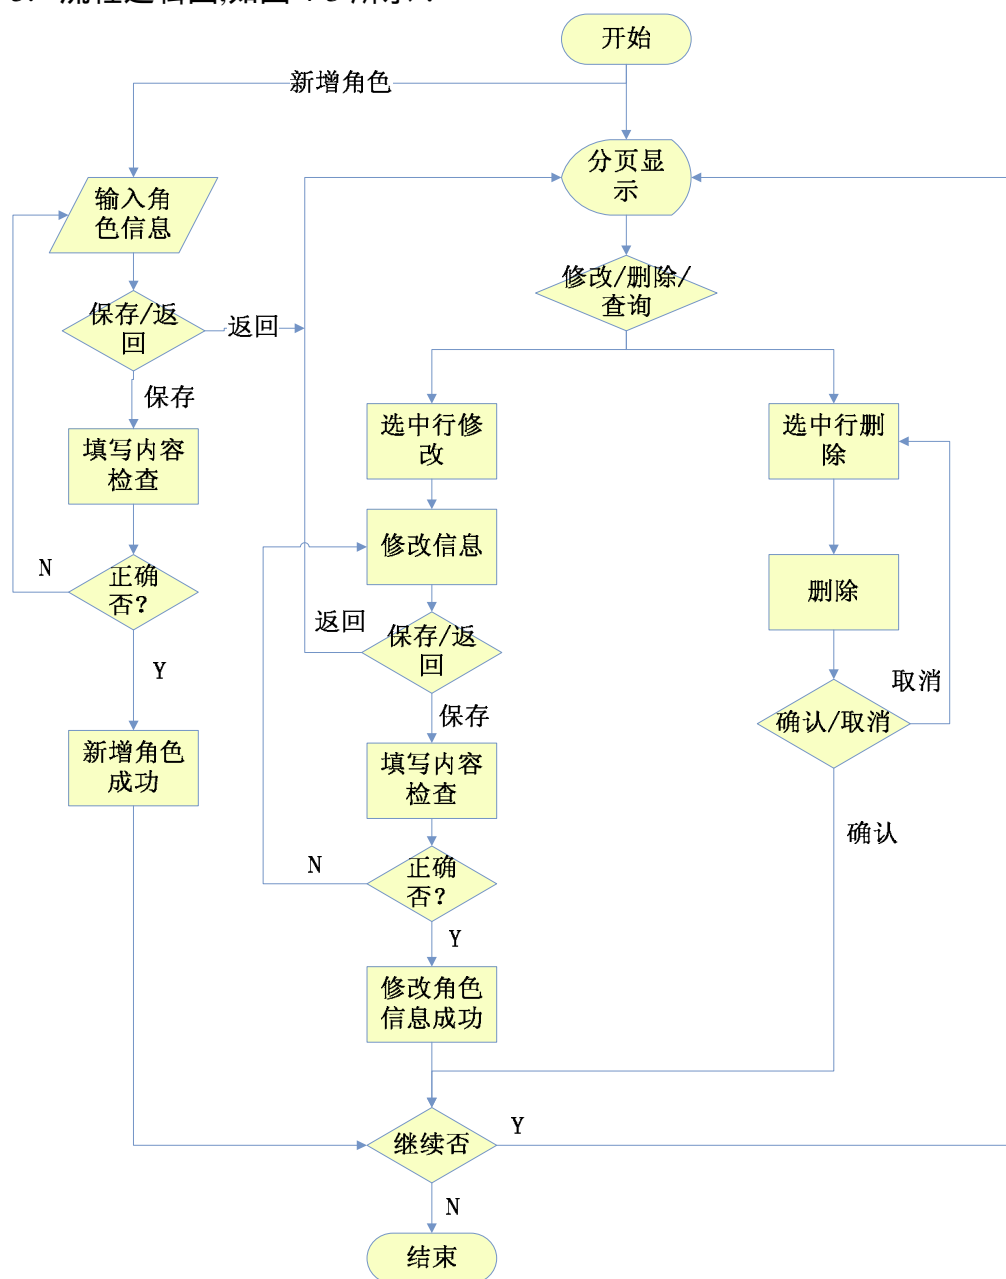 开始
新增角色
分页显
示
输入角
色信息
修改/删除/
查询
保存/返
回
返回
保存
选中行修
改
选中行删
除
填写内容
检查
修改信息
N
正确
否?
删除
返回
保存/返
回
Y
取消
保存
确认/取消
新增角色
成功
填写内容
检查
确认
N
正确
否?
Y
修改角色
信息成功
继续否
Y
N
结束